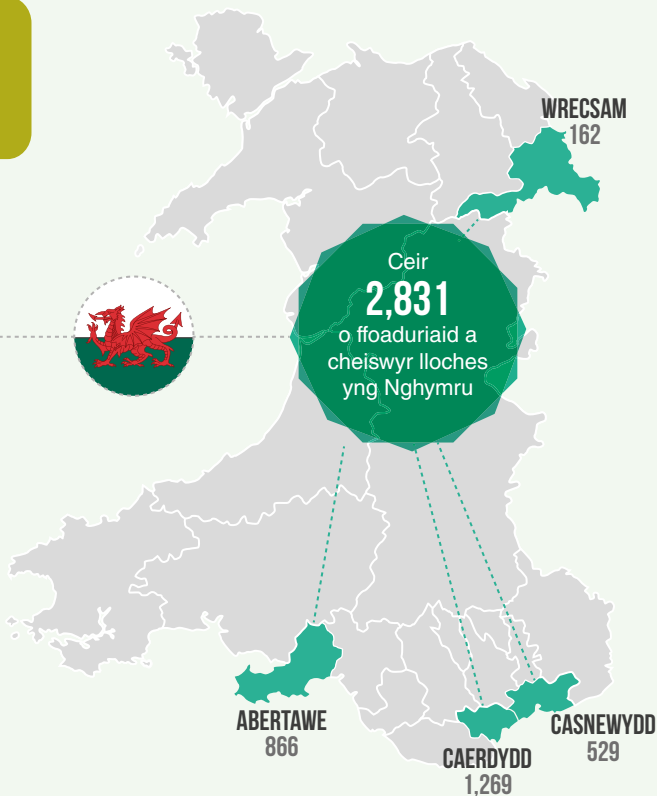 WRECSAM
162
Ceir
2,831
o ffoaduriaid a
cheiswyr lloches
yng Nghymru
ABERTAWE
866
CAERDYDD
1,269
CASNEWYDD
529